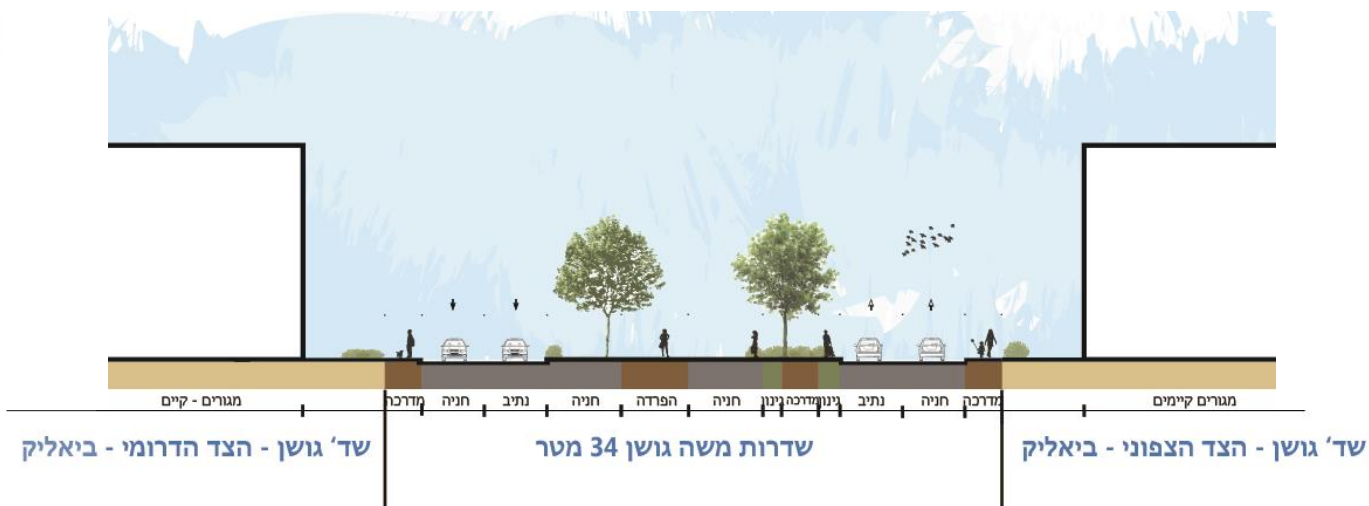 מגורים קיימים מדרכה חניה נתיב גינון מדרכה גינון חניה הפרדה חניה נתיב חניה מדרכה מגורים - קיים
שד' גושן - הצד הצפוני - ביאליק שדרות משה גושן 34 מטר שד' גושן - הצד הדרומי - ביאליק